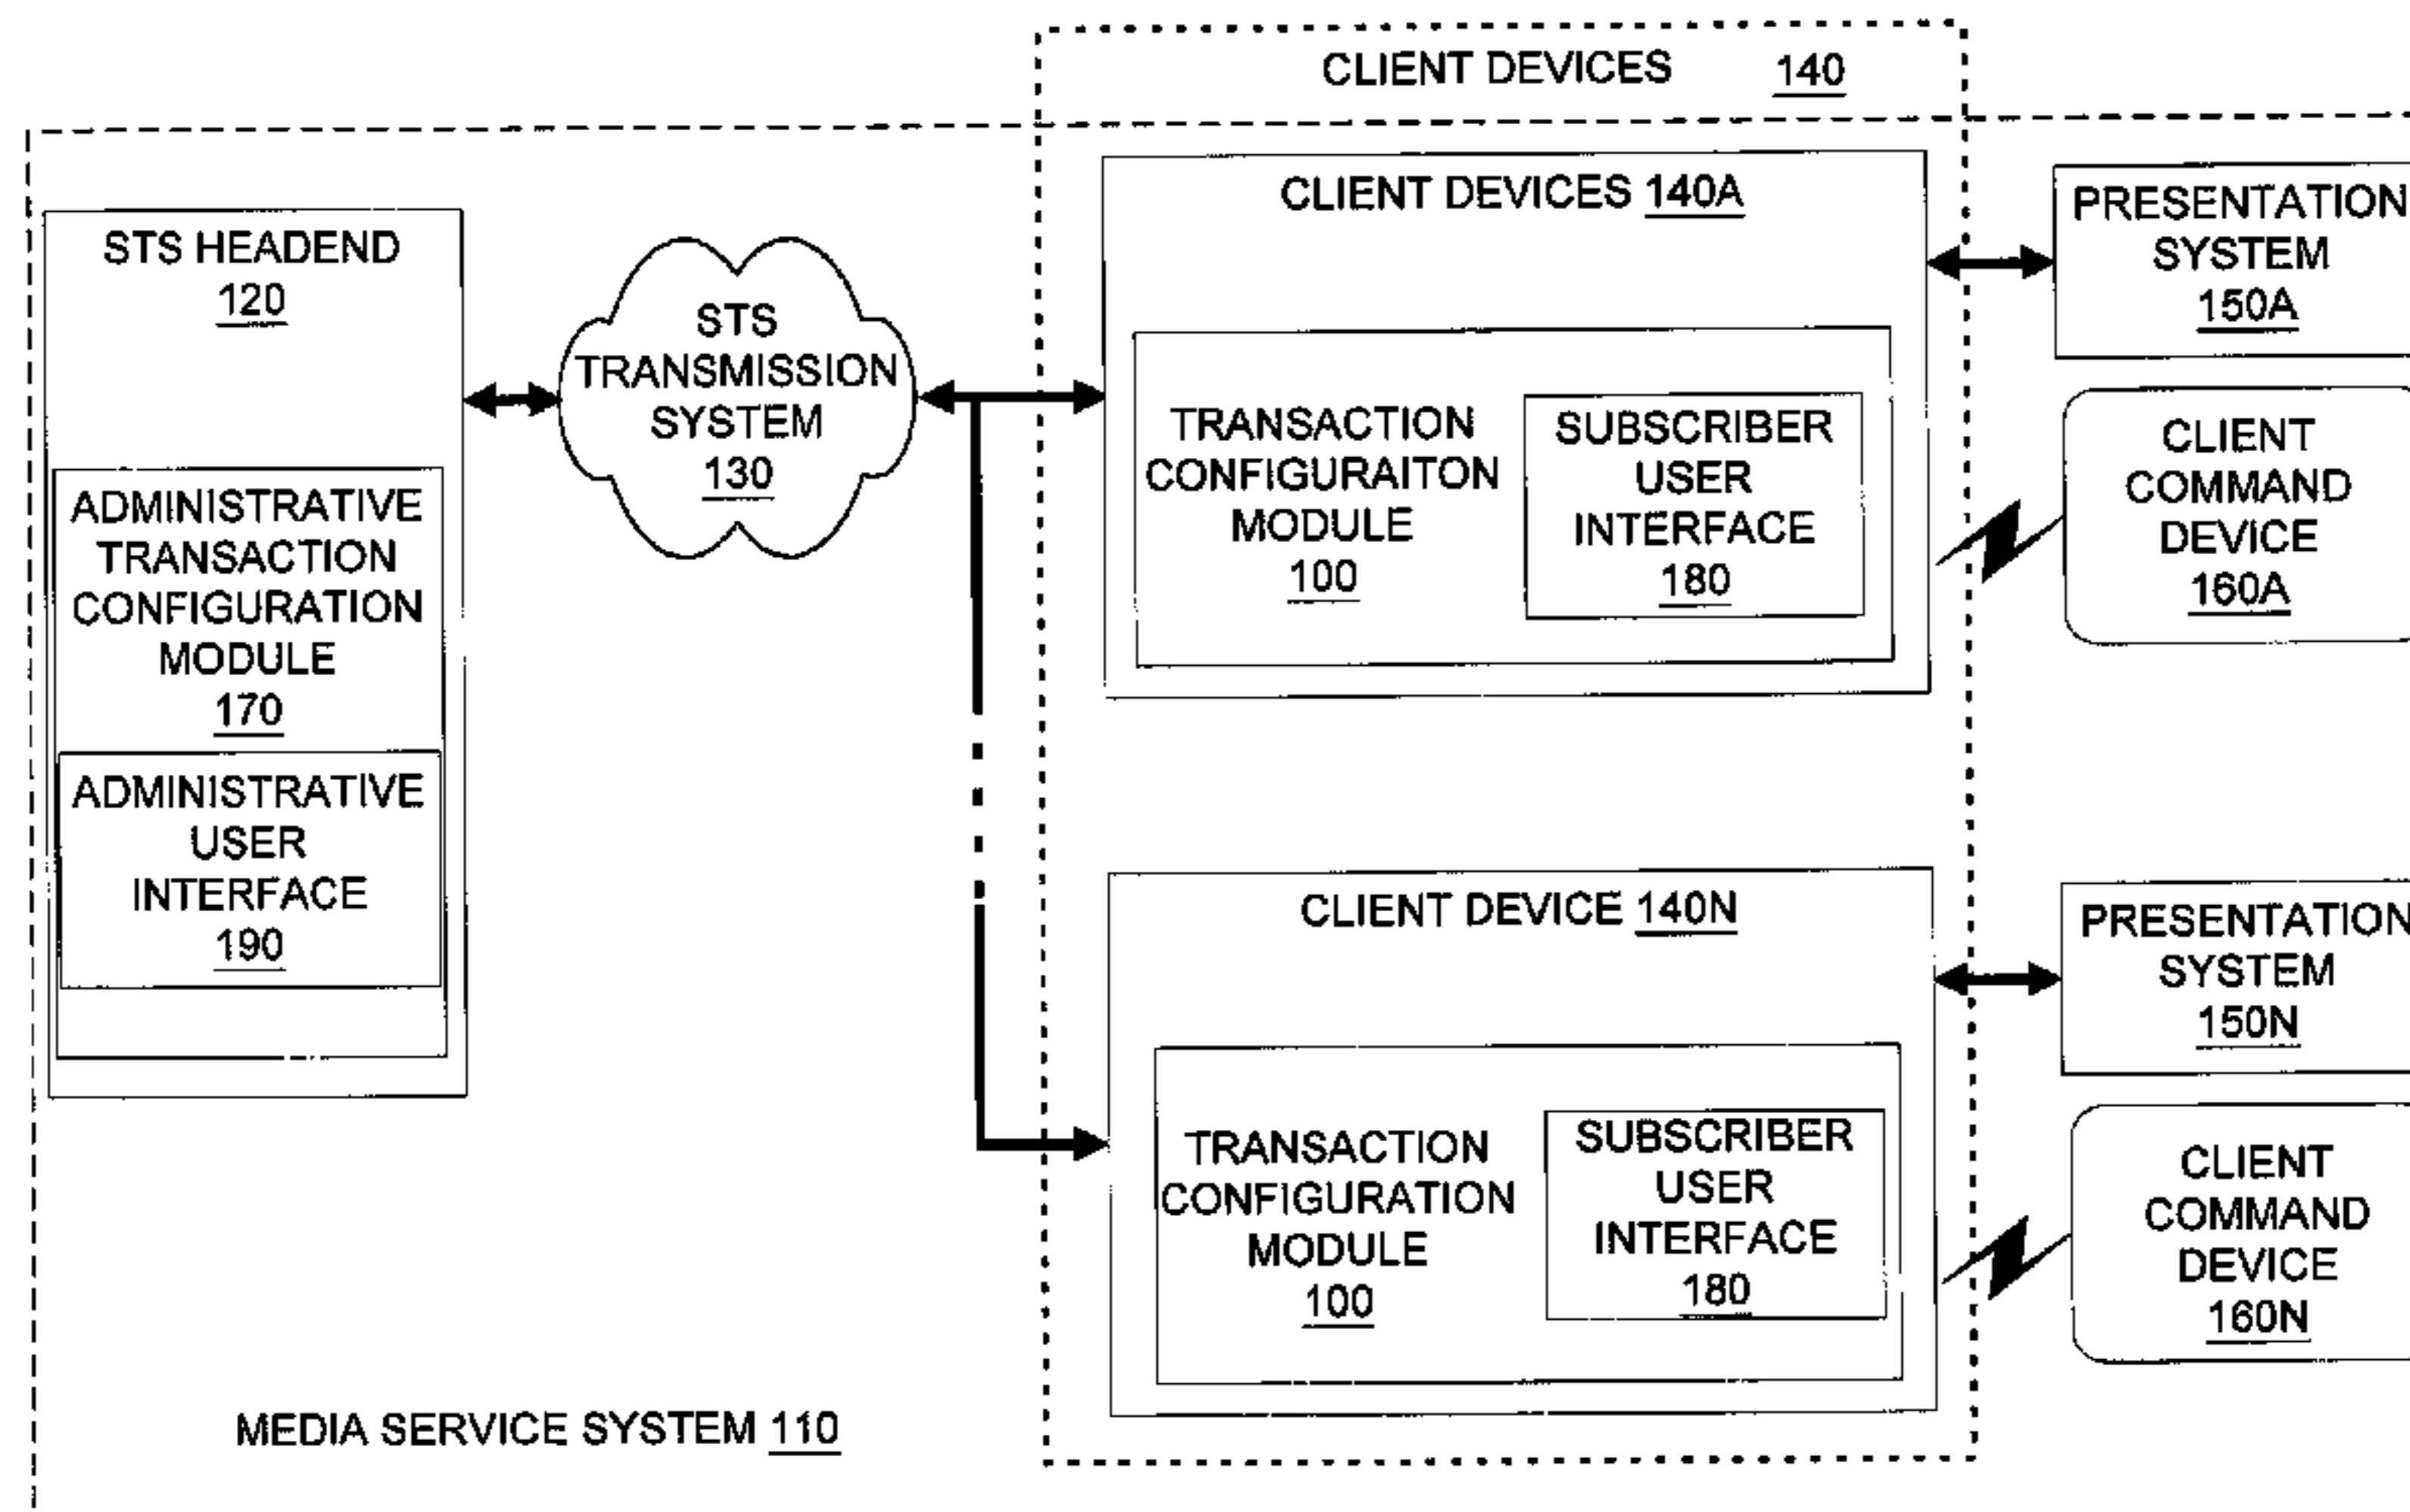 CLIENT DEVICES 140
STS HEADEND
120
ADMINISTRATIVE
TRANSACTION
CONFIGURATION
MODULE
170
ADMINISTRATIVE
USER
INTERFACE
190
STS
TRANSMISSION
SYSTEM
130
CLIENT DEVICES 140A
TRANSACTION
CONFIGURAITON
MODULE
100
SUBSCRIBER
USER
INTERFACE
180
PRESENTATION
SYSTEM
150A
CLIENT
COMMAND
DEVICE
160A
CLIENT DEVICE 140N
TRANSACTION
CONFIGURATION
MODULE
100
SUBSCRIBER
USER
INTERFACE
180
PRESENTATION
SYSTEM
150N
CLIENT
COMMAND
DEVICE
160N
MEDIA SERVICE SYSTEM 110